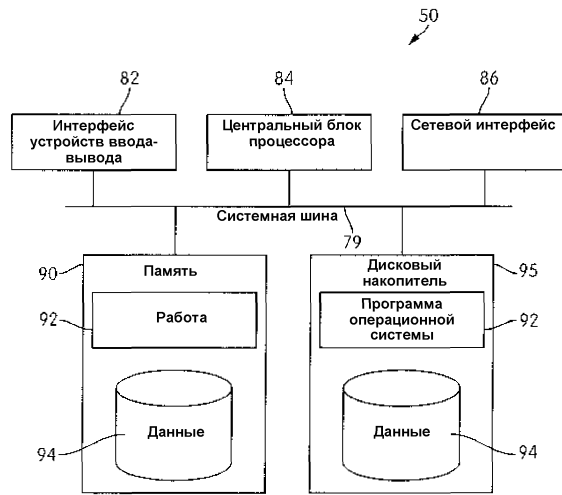 50
82
84
86
Интерфейс
устройств ввода-
вывода
Центральный блок
процессора
Сетевой интерфейс
Системная шина
79
90
Память
92
Работа
94
Данные
Дисковый
накопитель
95
Программа
операционной
системы
92
Данные
94